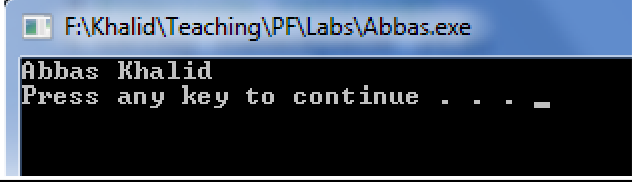 F:\Khalid\Teaching\PF\Labs\Abbas.exe
Abbas Khalid
Press any key to continue . . . _